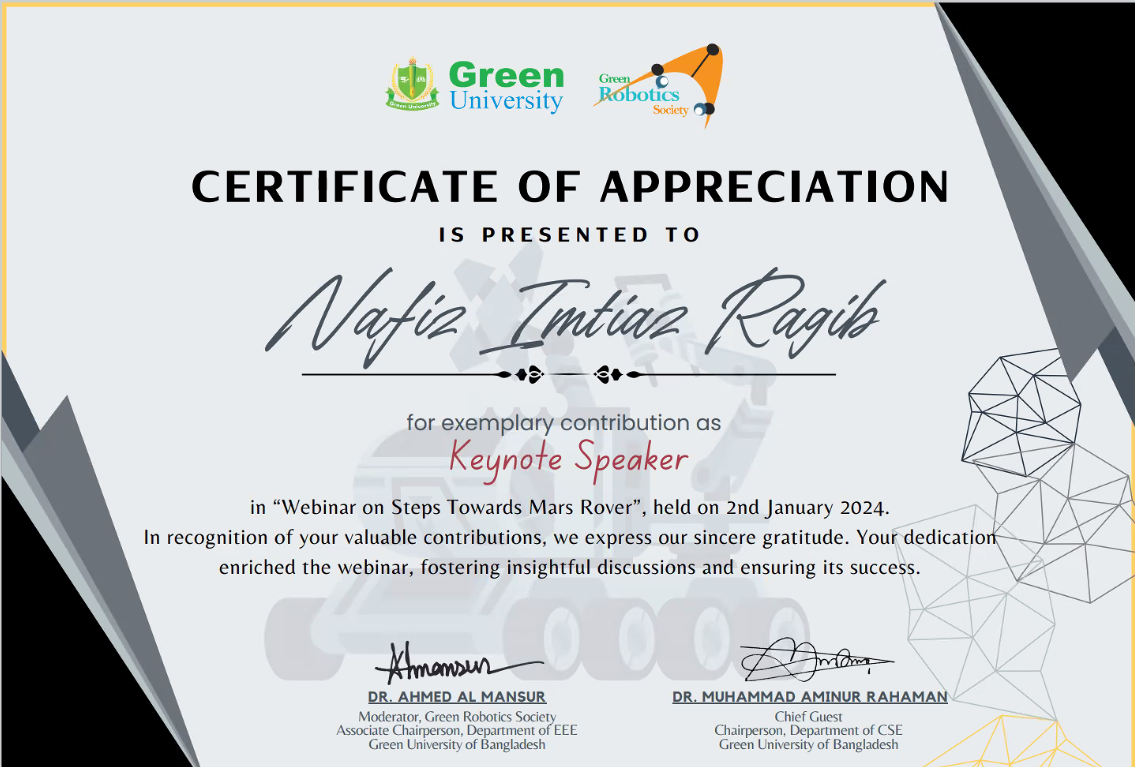 Green
University
Green University
Green
Robotics
Society
CERTIFICATE OF APPRECIATION
IS PRESENTED TO
Nafiz Imtiaz Ragib
for exemplary contribution as
Keynote Speaker
in “Webinar on Steps Towards Mars Rover”, held on 2nd January 2024.
In recognition of your valuable contributions, we express our sincere gratitude. Your dedication
enriched the webinar, fostering insightful discussions and ensuring its success.
Almansur
DR. AHMED AL MANSUR
Moderator, Green Robotics Society
Associate Chairperson, Department of EEE
Green University of Bangladesh
DR. MUHAMMAD AMINUR RAHAMAN
Chief Guest
Chairperson, Department of CSE
Green University of Bangladesh